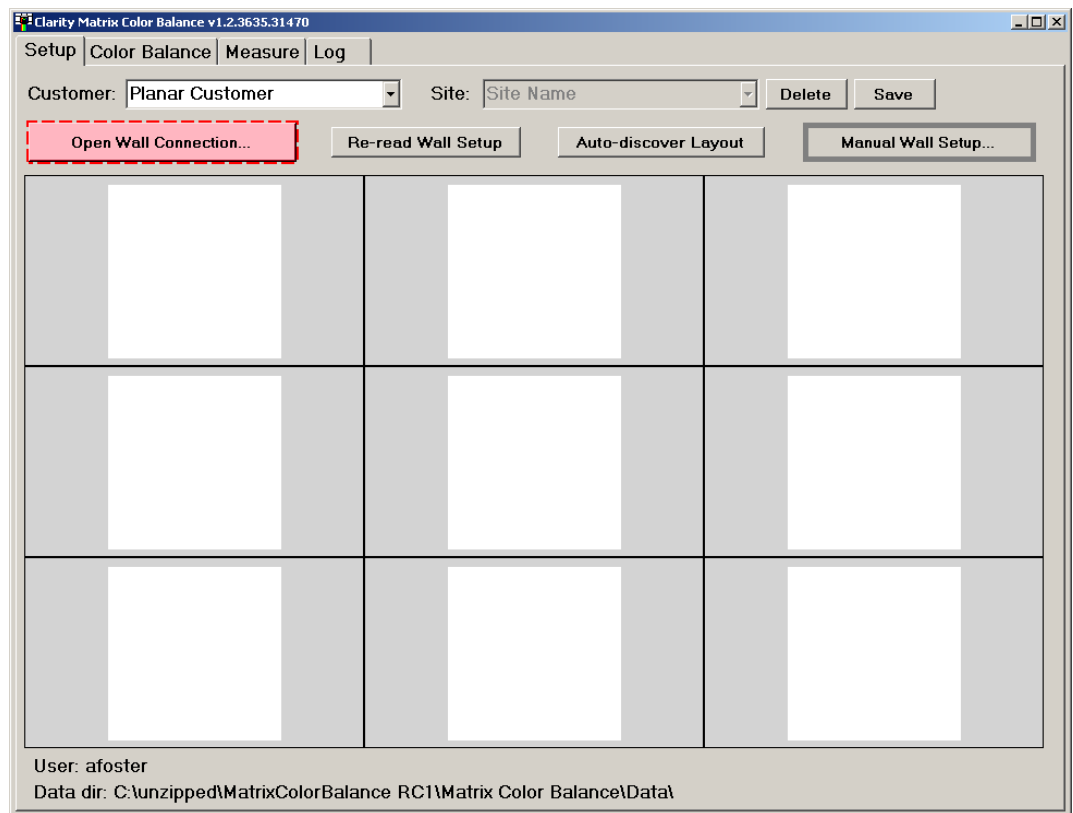 Clarity Matrix Color Balance v1.2.3635.31470
Setup Color Balance Measure Log
Customer: Planar Customer Site: Site Name Delete Save
Open Wall Connection... Re-read Wall Setup Auto-discover Layout Manual Wall Setup...
User: afoster
Data dir: C:\unzipped\MatrixColorBalance RC1\Matrix Color Balance\Data\